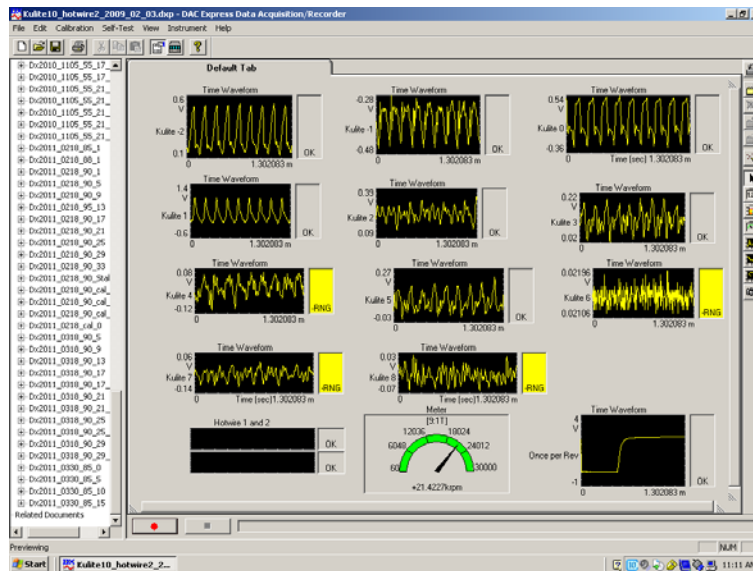 Kulite10_hotwire2_2009_02_03.dxp - DAC Express Data Acquisition/Recorder
File Edit Calibration Self-Test View Instrument Help
Dx2010_1105_55_17_
Dx2010_1105_55_17_
Dx2010_1105_55_21_
Dx2010_1105_55_21_
Dx2010_1105_55_21_
Dx2010_1105_55_21_
Dx2010_1105_55_21_
Dx2011_0218_85_1
Dx2011_0218_88_1
Dx2011_0218_90_1
Dx2011_0218_90_5
Dx2011_0218_90_9
Dx2011_0218_95_13
Dx2011_0218_90_17
Dx2011_0218_90_21
Dx2011_0218_90_25
Dx2011_0218_90_29
Dx2011_0218_90_33
Dx2011_0218_90_Stal
Dx2011_0218_90_cal_
Dx2011_0218_90_cal_
Dx2011_0218_90_cal_
Dx2011_0218_cal_0
Dx2011_0318_90_5
Dx2011_0318_90_9
Dx2011_0318_90_13
Dx2011_0318_90_17
Dx2011_0318_90_17_
Dx2011_0318_90_21
Dx2011_0318_90_21_
Dx2011_0318_90_25
Dx2011_0318_90_25_
Dx2011_0318_90_29
Dx2011_0318_90_29_
Dx2011_0330_85_0
Dx2011_0330_85_5
Dx2011_0330_85_10
Dx2011_0330_85_15
Related Documents
Default Tab
Time Waveform
0.6
V
Kulite -2
0.1
0 1.302083 m
OK
Time Waveform
-0.28
V
Kulite -1
-0.48
0 1.302083 m
OK
Time Waveform
0.54
V
Kulite 0
-0.36
0 Time (sec) 1.302083 m
OK
Time Waveform
1.4
V
Kulite 1
-0.6
0 1.302083 m
OK
Time Waveform
0.39
V
Kulite 2
0.09
0 1.302083 m
OK
Time Waveform
0.22
V
Kulite 3
0.02
0 1.302083 m
OK
Time Waveform
0.08
V
Kulite 4
-0.12
0 1.302083 m
-RNG
Time Waveform
0.27
V
Kulite 5
-0.03
0 1.302083 m
OK
Time Waveform
0.02196
V
Kulite 6
0.02106
0 1.302083 m
-RNG
Time Waveform
0.06
V
Kulite 7
-0.14
0 Time (sec) 1.302083 m
-RNG
Time Waveform
0.03
V
Kulite 8
-0.07
0 Time (sec) 1.302083 m
-RNG
Hotwire 1 and 2
OK
OK
Meter
[9:1T]
12036 18024
6048 24012
60 30000
+21.4227krpm
Time Waveform
4
V
Once per Rev
-1
0 1.302083 m
OK
Previewing
NUM
Start
Kulite10_hotwire2_2...
11:11 AM